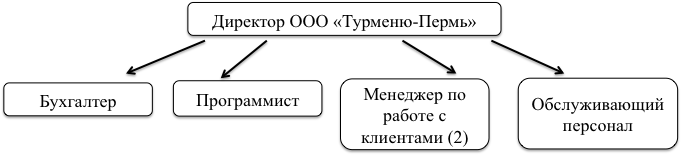 Директор ООО «Турменю-Пермь»
Бухгалтер
Программист
Менеджер по
работе с
клиентами (2)
Обслуживающий
персонал